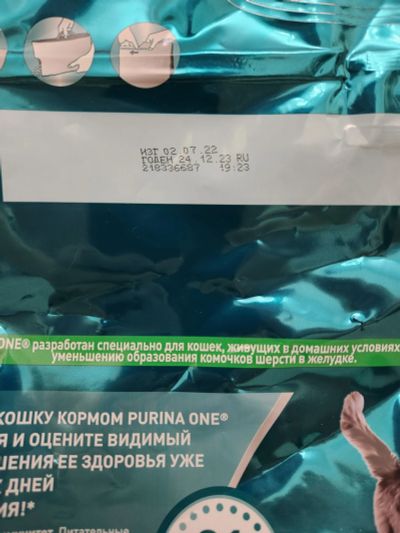 ИЗГ 02.07.22
ГОДЕН 24.12.23 RU
218336687 19:23
ONE® разработан специально для кошек, живущих в домашних условиях
уменьшению образования комочков шерсти в желудке.
КОШКУ КОРМОМ PURINA ONE®
Я И ОЦЕНИТЕ ВИДИМЫЙ
ШЕНИЯ ЕЕ ЗДОРОВЬЯ УЖЕ
ДНЕЙ
ИЯ!*
Питательные